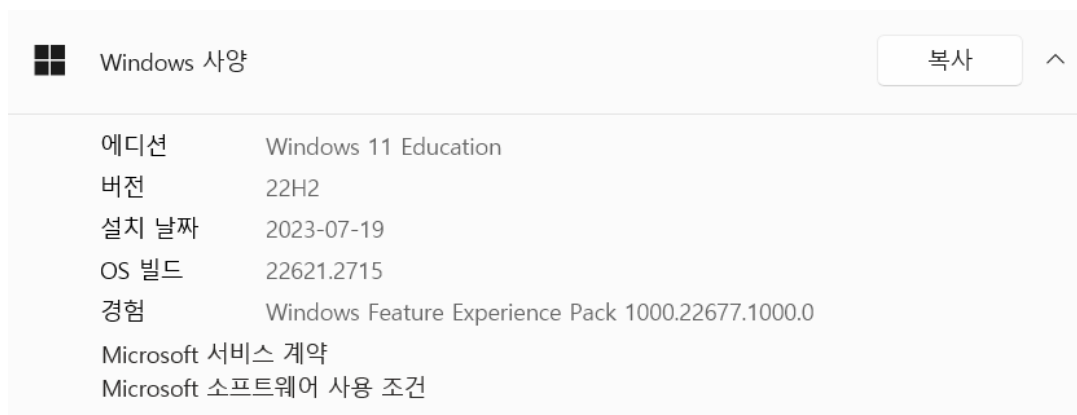 Windows 사양 복사
에디션 Windows 11 Education
버전 22H2
설치 날짜 2023-07-19
OS 빌드 22621.2715
경험 Windows Feature Experience Pack 1000.22677.1000.0
Microsoft 서비스 계약
Microsoft 소프트웨어 사용 조건